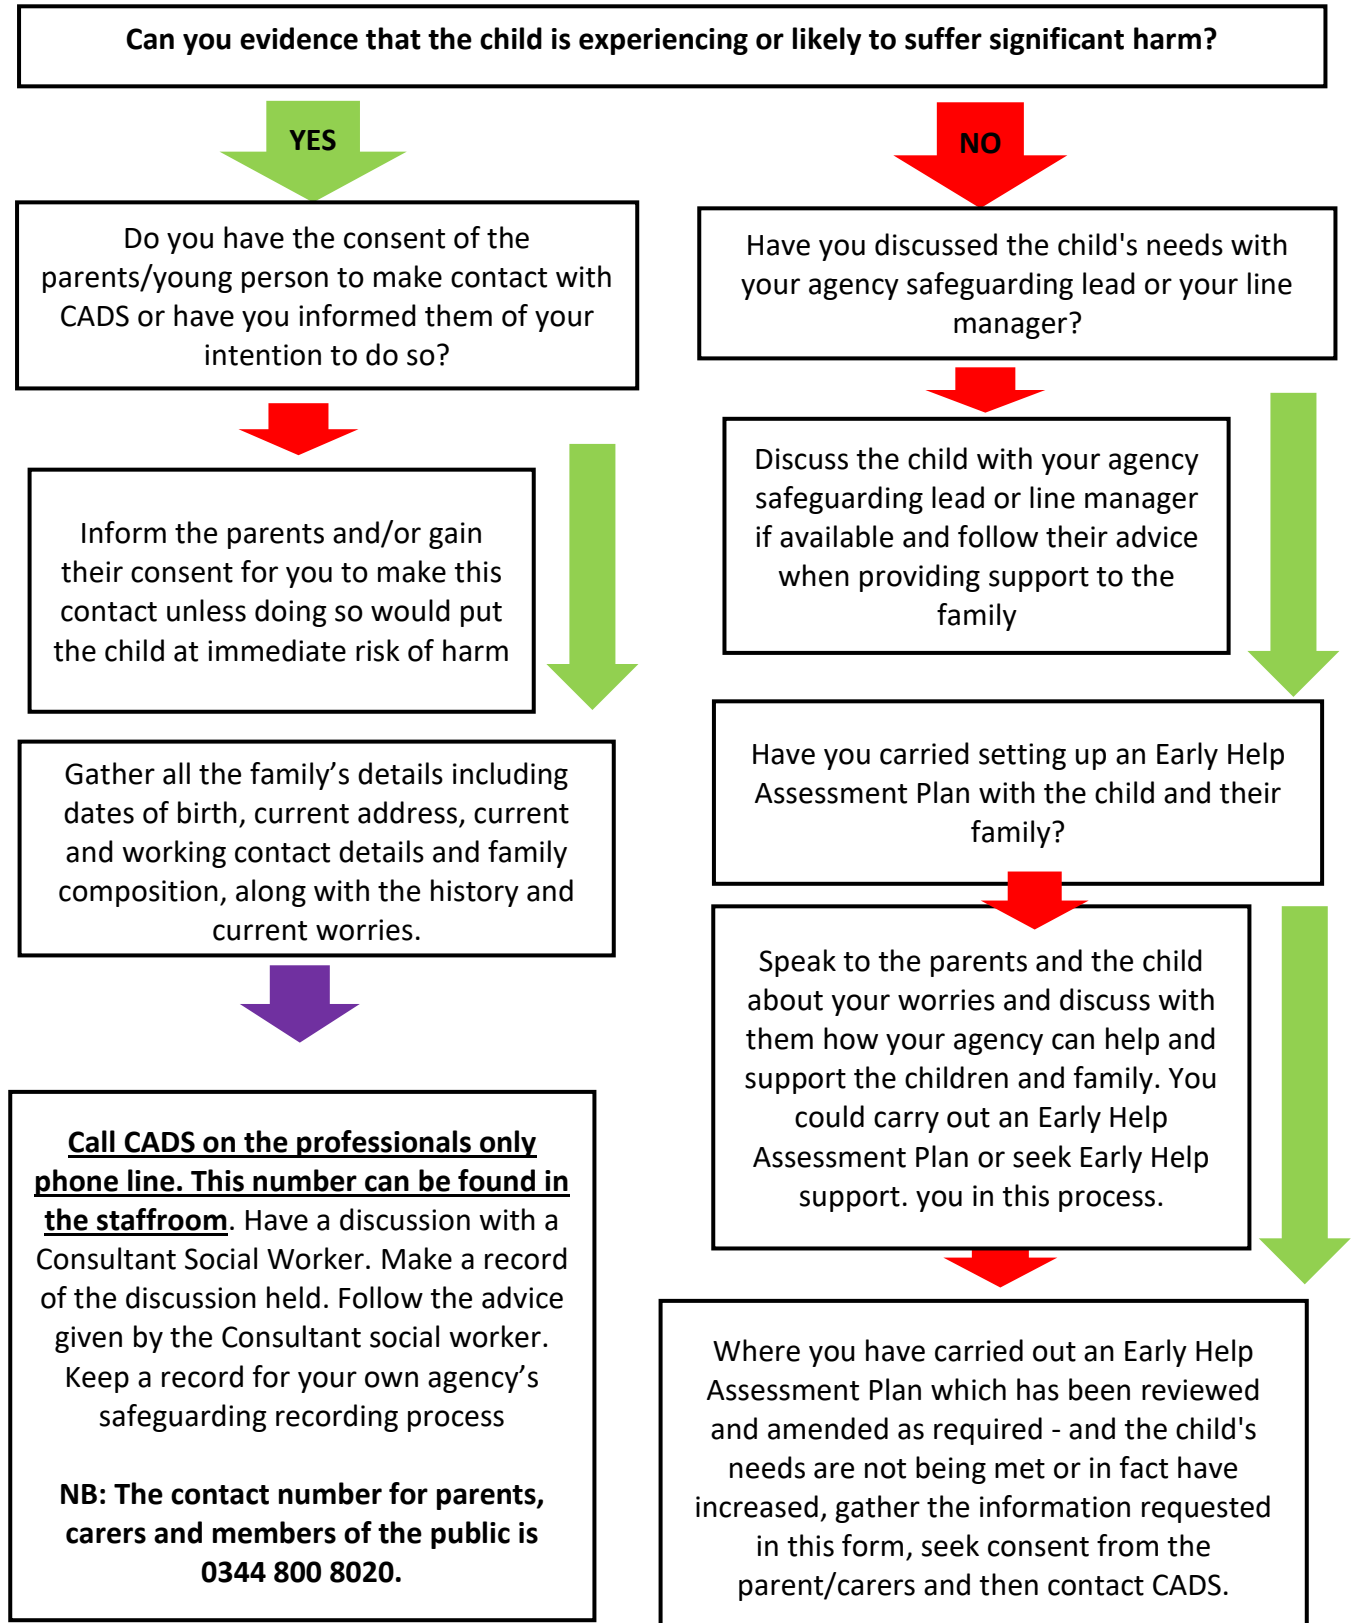 Can you evidence that the child is experiencing or likely to suffer significant harm?
YES
Do you have the consent of the
parents/young person to make contact with
CADS or have you informed them of your
intention to do so?
Inform the parents and/or gain
their consent for you to make this
contact unless doing so would put
the child at immediate risk of harm
Gather all the family’s details including
dates of birth, current address, current
and working contact details and family
composition, along with the history and
current worries.
Call CADS on the professionals only
phone line. This number can be found in
the staffroom. Have a discussion with a
Consultant Social Worker. Make a record
of the discussion held. Follow the advice
given by the Consultant social worker.
Keep a record for your own agency’s
safeguarding recording process
NB: The contact number for parents,
carers and members of the public is
0344 800 8020.
NO
Have you discussed the child's needs with
your agency safeguarding lead or your line
manager?
Discuss the child with your agency
safeguarding lead or line manager
if available and follow their advice
when providing support to the
family
Have you carried setting up an Early Help
Assessment Plan with the child and their
family?
Speak to the parents and the child
about your worries and discuss with
them how your agency can help and
support the children and family. You
could carry out an Early Help
Assessment Plan or seek Early Help
support. you in this process.
Where you have carried out an Early Help
Assessment Plan which has been reviewed
and amended as required - and the child's
needs are not being met or in fact have
increased, gather the information requested
in this form, seek consent from the
parent/carers and then contact CADS.